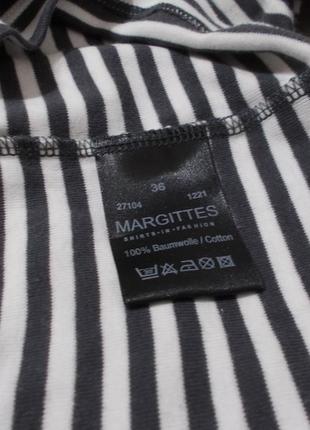 36
27104 1221
MARGITTES
SHIRTS-IN-FASHION
100% Baumwolle / Cotton